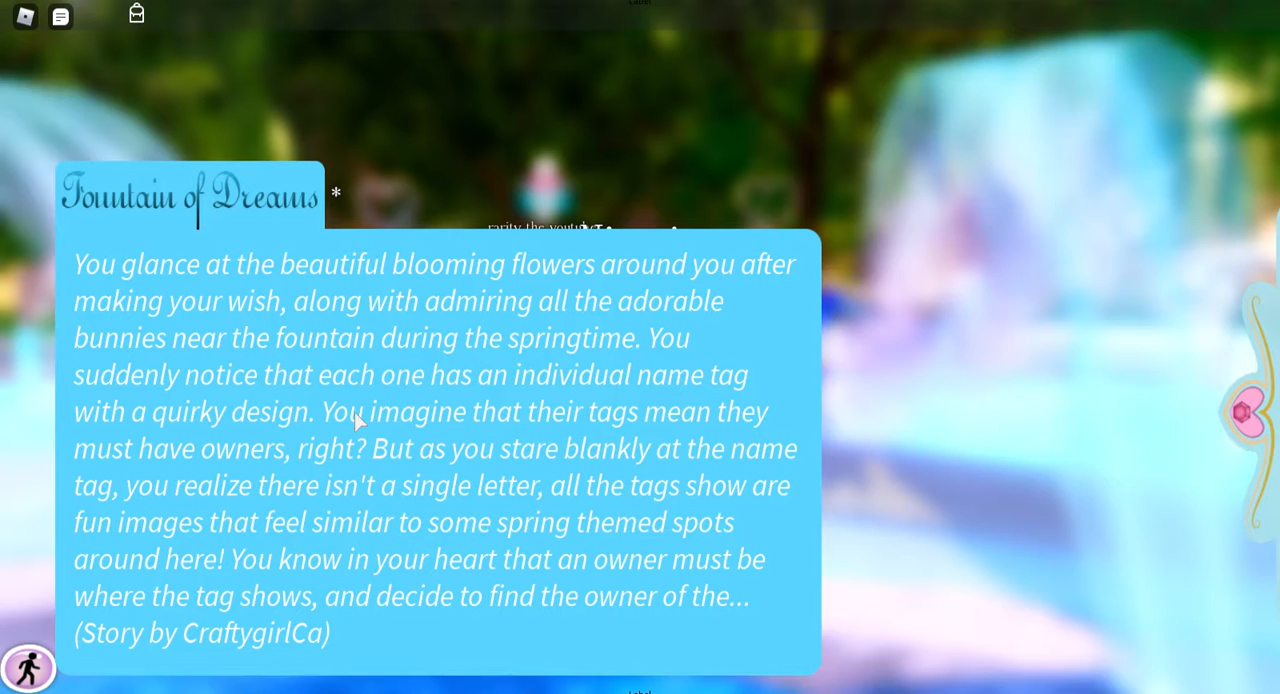 Label
Fountain of Dreams *
rarity the youtuber
You glance at the beautiful blooming flowers around you after
making your wish, along with admiring all the adorable
bunnies near the fountain during the springtime. You
suddenly notice that each one has an individual name tag
with a quirky design. You imagine that their tags mean they
must have owners, right? But as you stare blankly at the name
tag, you realize there isn't a single letter, all the tags show are
fun images that feel similar to some spring themed spots
around here! You know in your heart that an owner must be
where the tag shows, and decide to find the owner of the...
(Story by CraftygirlCa)
Label